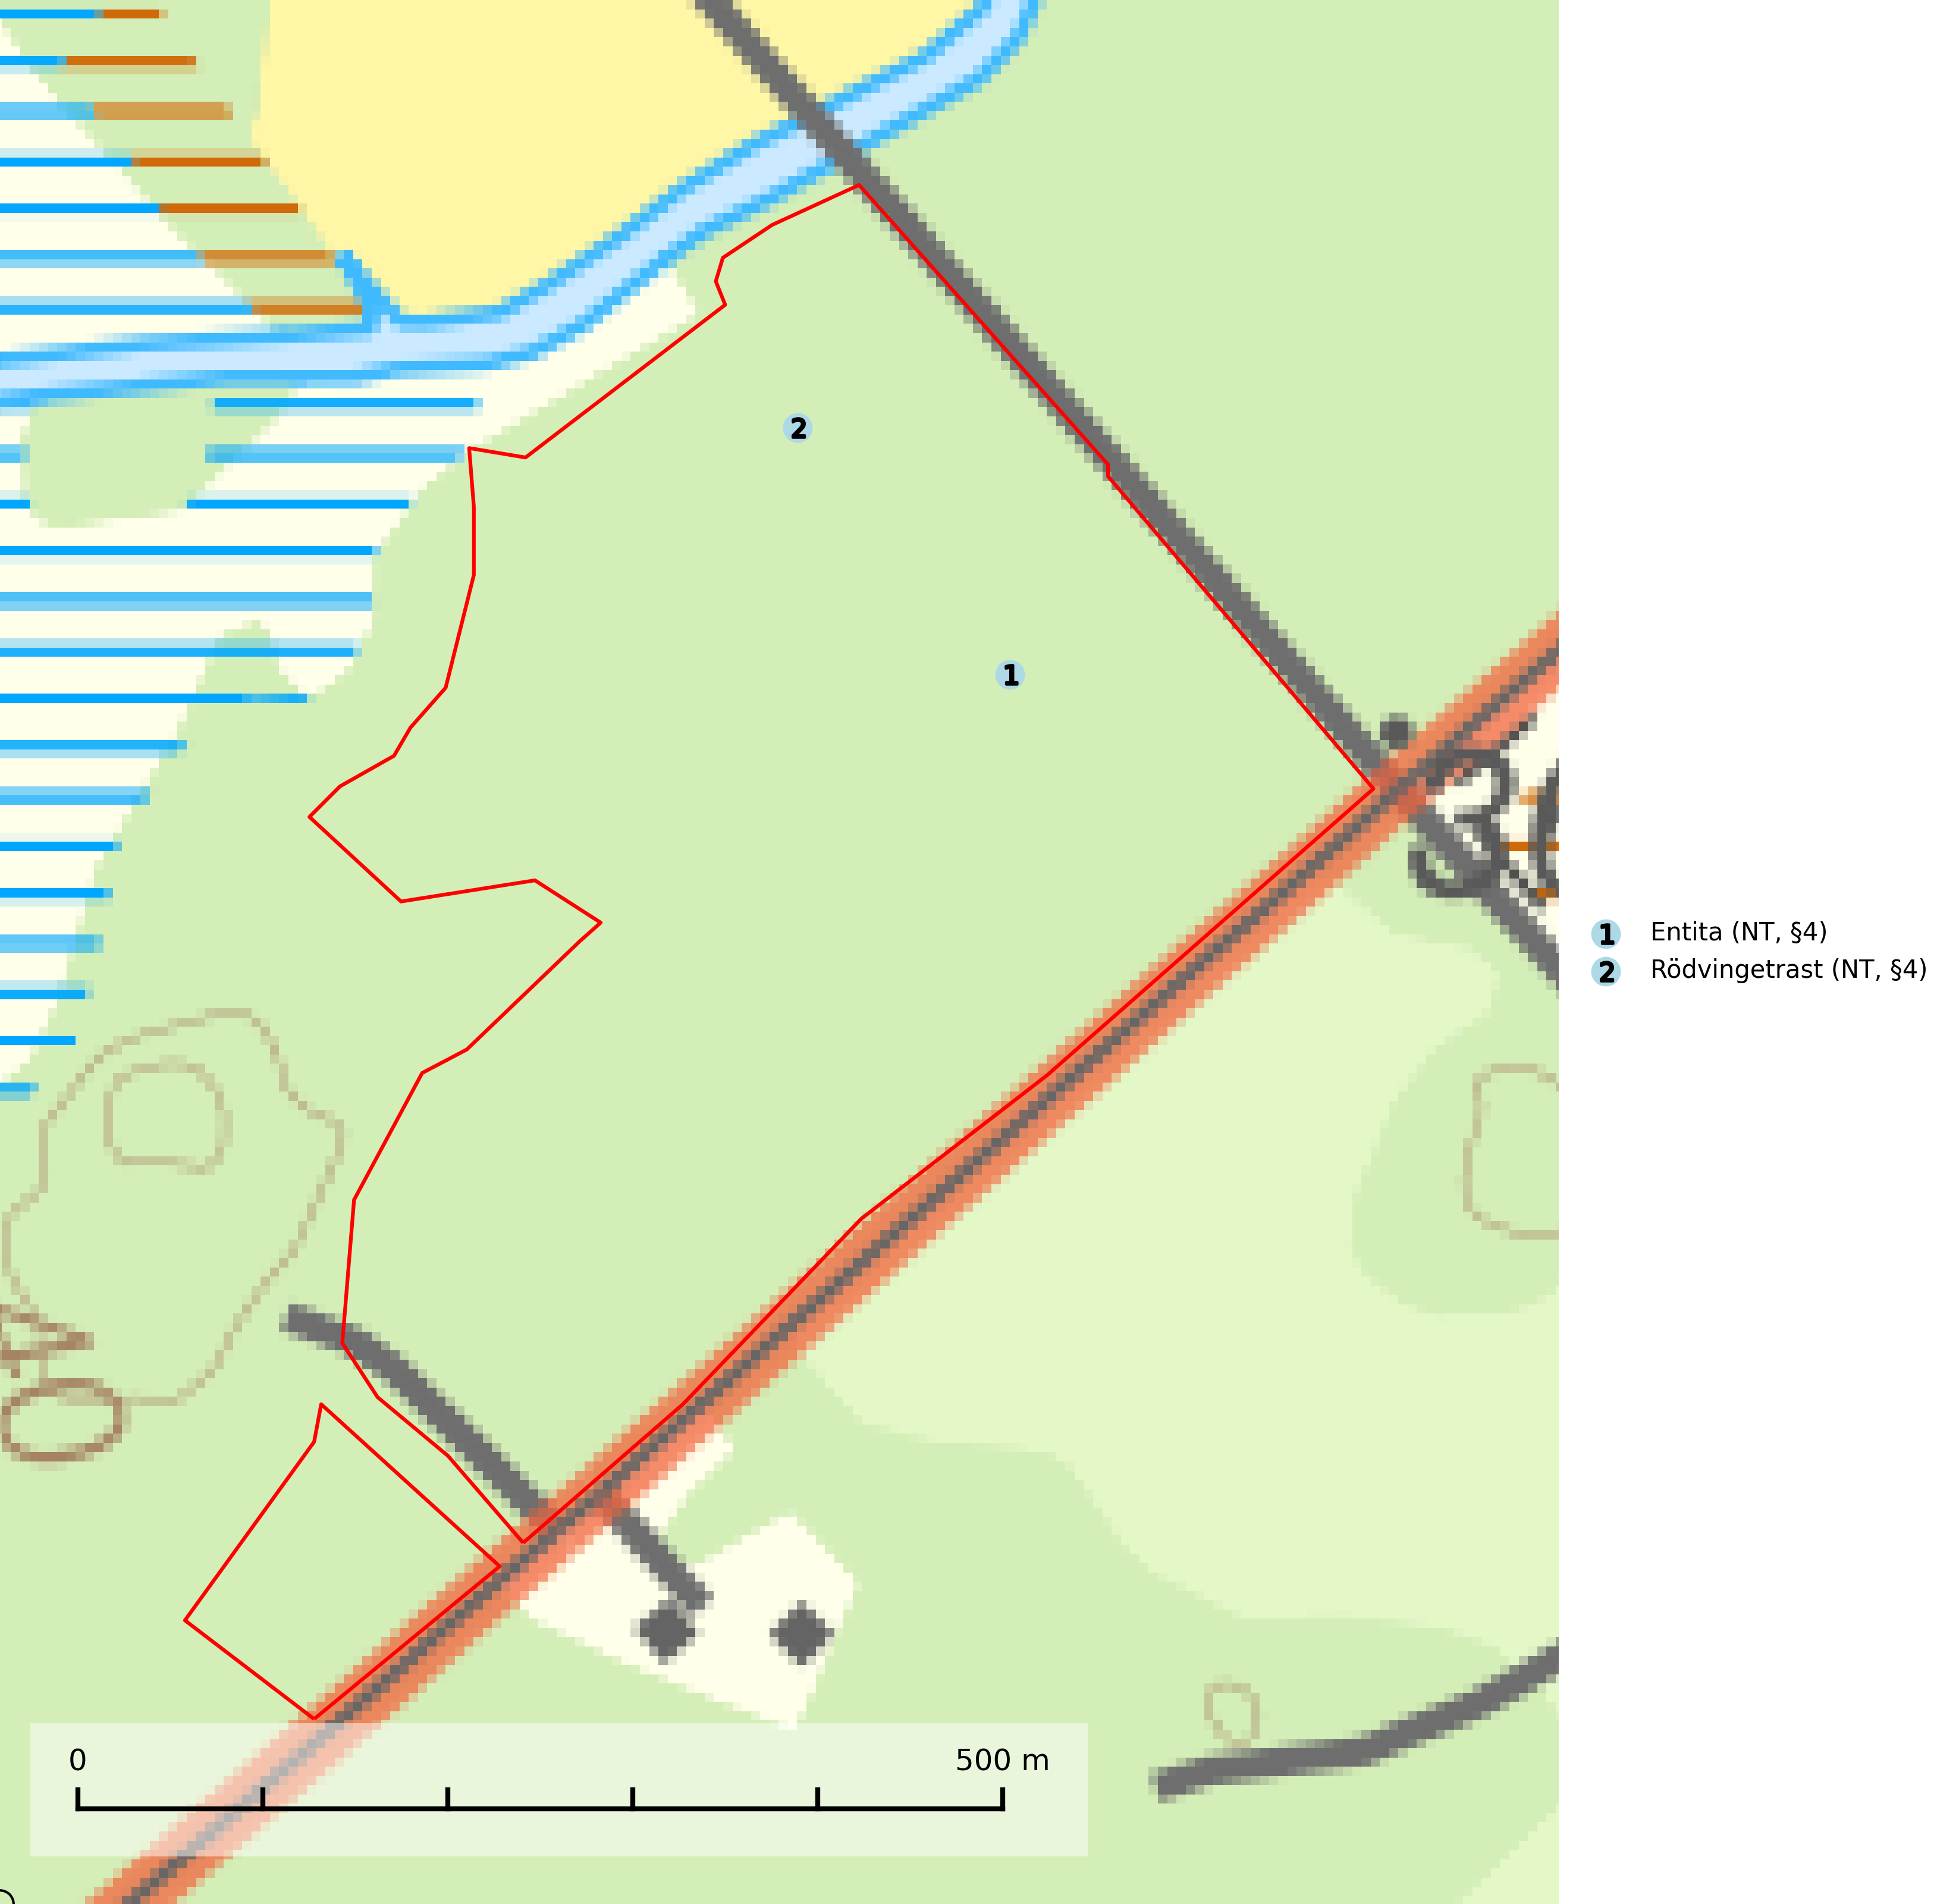 2
1
1 Entita (NT, §4)
2 Rödvingetrast (NT, §4)
0 500 m